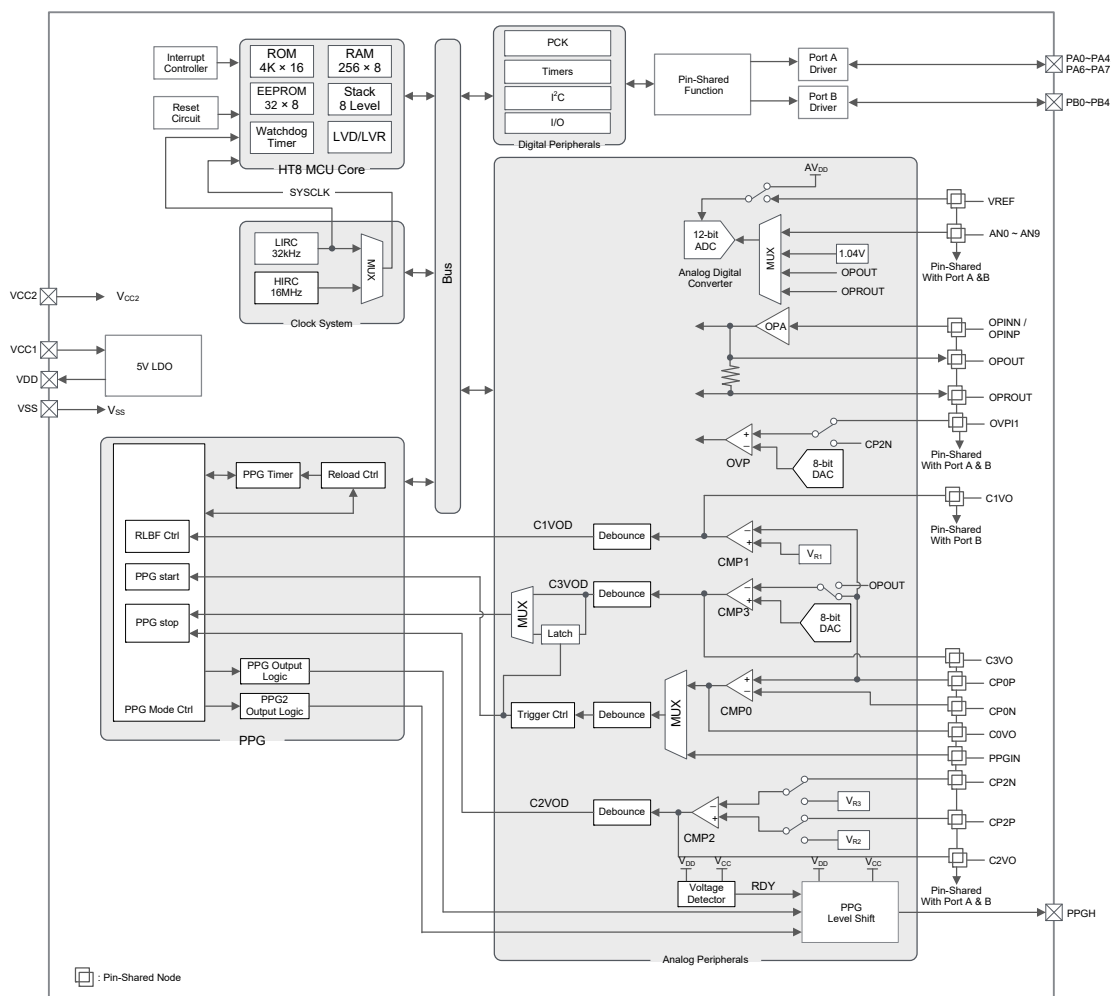 Interrupt
Controller
Reset
Circuit
ROM
4K × 16
RAM
256 × 8
EEPROM
32 × 8
Stack
8 Level
Watchdog
Timer
LVD/LVR
HT8 MCU Core
SYSCLK
LIRC
32kHz
HIRC
16MHz
MUX
Clock System
Bus
PCK
Timers
I²C
I/O
Digital Peripherals
Pin-Shared
Function
Port A
Driver
Port B
Driver
PA0~PA4
PA6~PA7
PB0~PB4
VCC2
VCC2
VCC1
VDD
VSS
VSS
5V LDO
AVDD
12-bit
ADC
Analog Digital
Converter
MUX
1.04V
OPOUT
OPROUT
VREF
AN0 ~ AN9
Pin-Shared
With Port A &B
OPA
OPINN /
OPINP
OPOUT
OPROUT
OVPI1
Pin-Shared
With Port A & B
+
−
OVP
CP2N
8-bit
DAC
C1VO
Pin-Shared
With Port B
PPG Timer
Reload Ctrl
RLBF Ctrl
PPG start
PPG stop
PPG Mode Ctrl
PPG Output
Logic
PPG2
Output Logic
PPG
C1VOD
Debounce
−
+
CMP1
VR1
C3VOD
MUX
Latch
Debounce
−
+
CMP3
OPOUT
8-bit
DAC
Trigger Ctrl
Debounce
MUX
+
−
CMP0
C3VO
CP0P
CP0N
C0VO
PPGIN
CP2N
CP2P
C2VO
Pin-Shared
With Port A & B
C2VOD
Debounce
−
+
CMP2
VR3
VR2
VDD
VCC
Voltage
Detector
RDY
VDD
VCC
PPG
Level Shift
PPGH
Analog Peripherals
: Pin-Shared Node